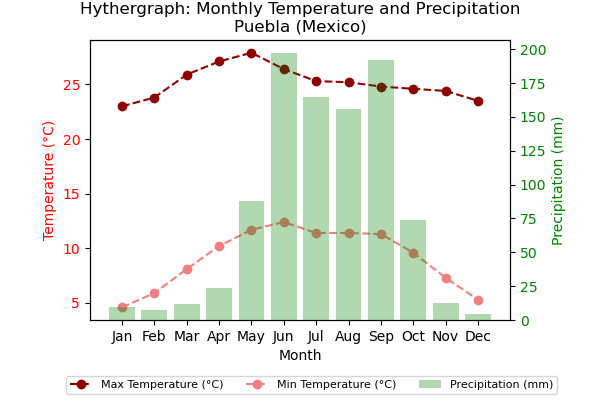 Hythergraph: Monthly Temperature and Precipitation
Puebla (Mexico)
Temperature (°C)
25
20
15
10
5
200
175
150
125
100
75
50
25
0
Precipitation (mm)
Jan Feb Mar Apr May Jun Jul Aug Sep Oct Nov Dec
Month
Max Temperature (°C) Min Temperature (°C) Precipitation (mm)